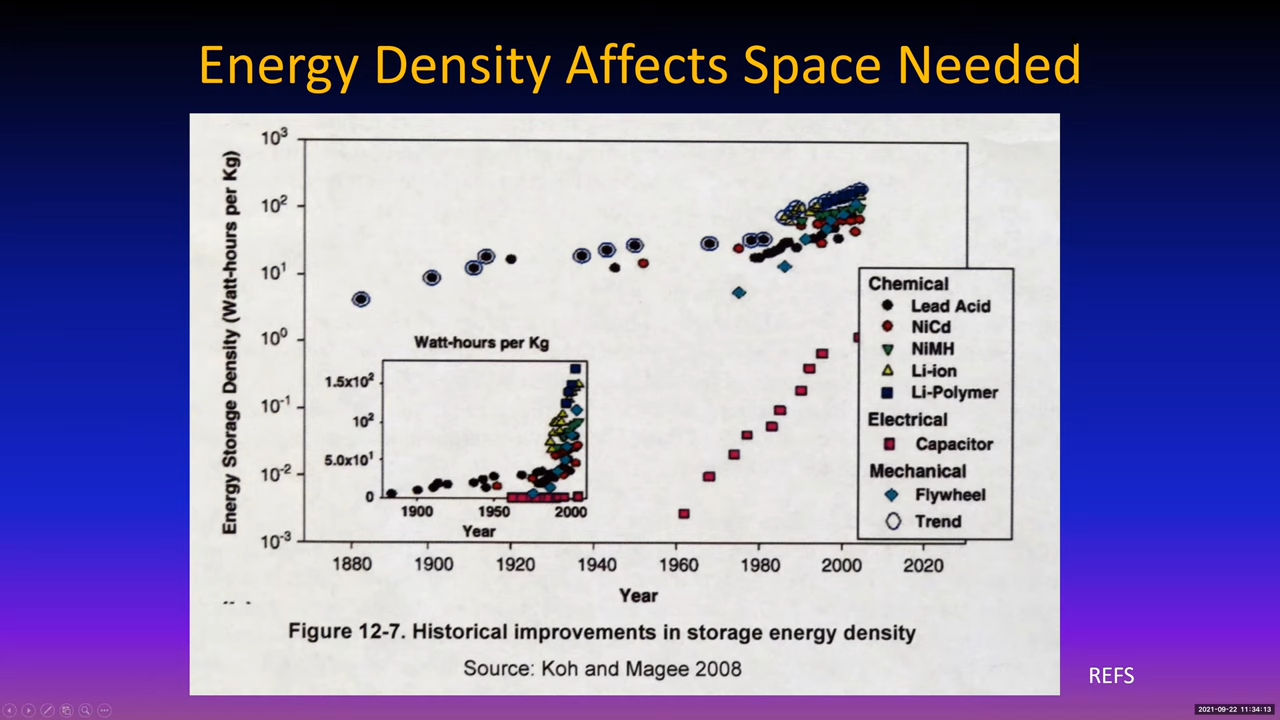 Energy Density Affects Space Needed
Energy Storage Density (Watt-hours per Kg)
10³
10²
10¹
10⁰
10⁻¹
10⁻²
10⁻³
1880 1900 1920 1940 1960 1980 2000 2020
Year
Watt-hours per Kg
1.5x10²
10²
5.0x10¹
0
1900 1950 2000
Year
Chemical
Lead Acid
NiCd
NiMH
Li-ion
Li-Polymer
Electrical
Capacitor
Mechanical
Flywheel
Trend
Figure 12-7. Historical improvements in storage energy density
Source: Koh and Magee 2008
REFS
2021-09-22 11:34:13